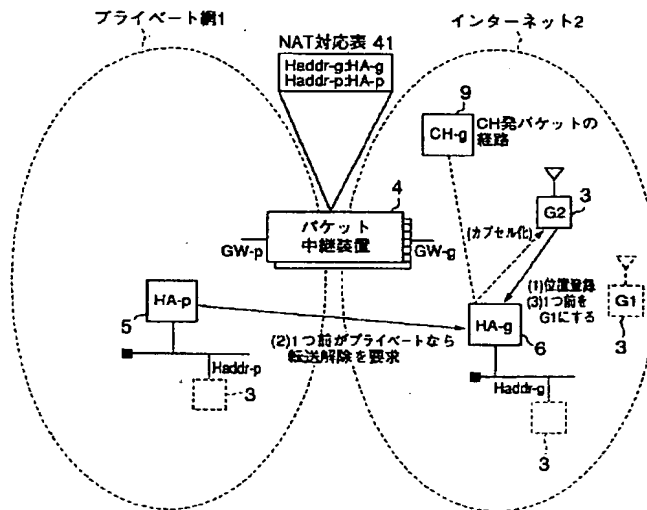 プライベート網1
インターネット2
NAT対応表 41
Haddr-g:HA-g
Haddr-p:HA-p
9
CH-g
CH発パケットの
経路
4
パケット
中継装置
GW-p
GW-g
G2
3
(カプセル化)
(1)位置登録
(3)1つ前を
G1にする
G1
3
HA-p
5
HA-g
6
(2)1つ前がプライベートなら
転送解除を要求
Haddr-p
3
Haddr-g
3